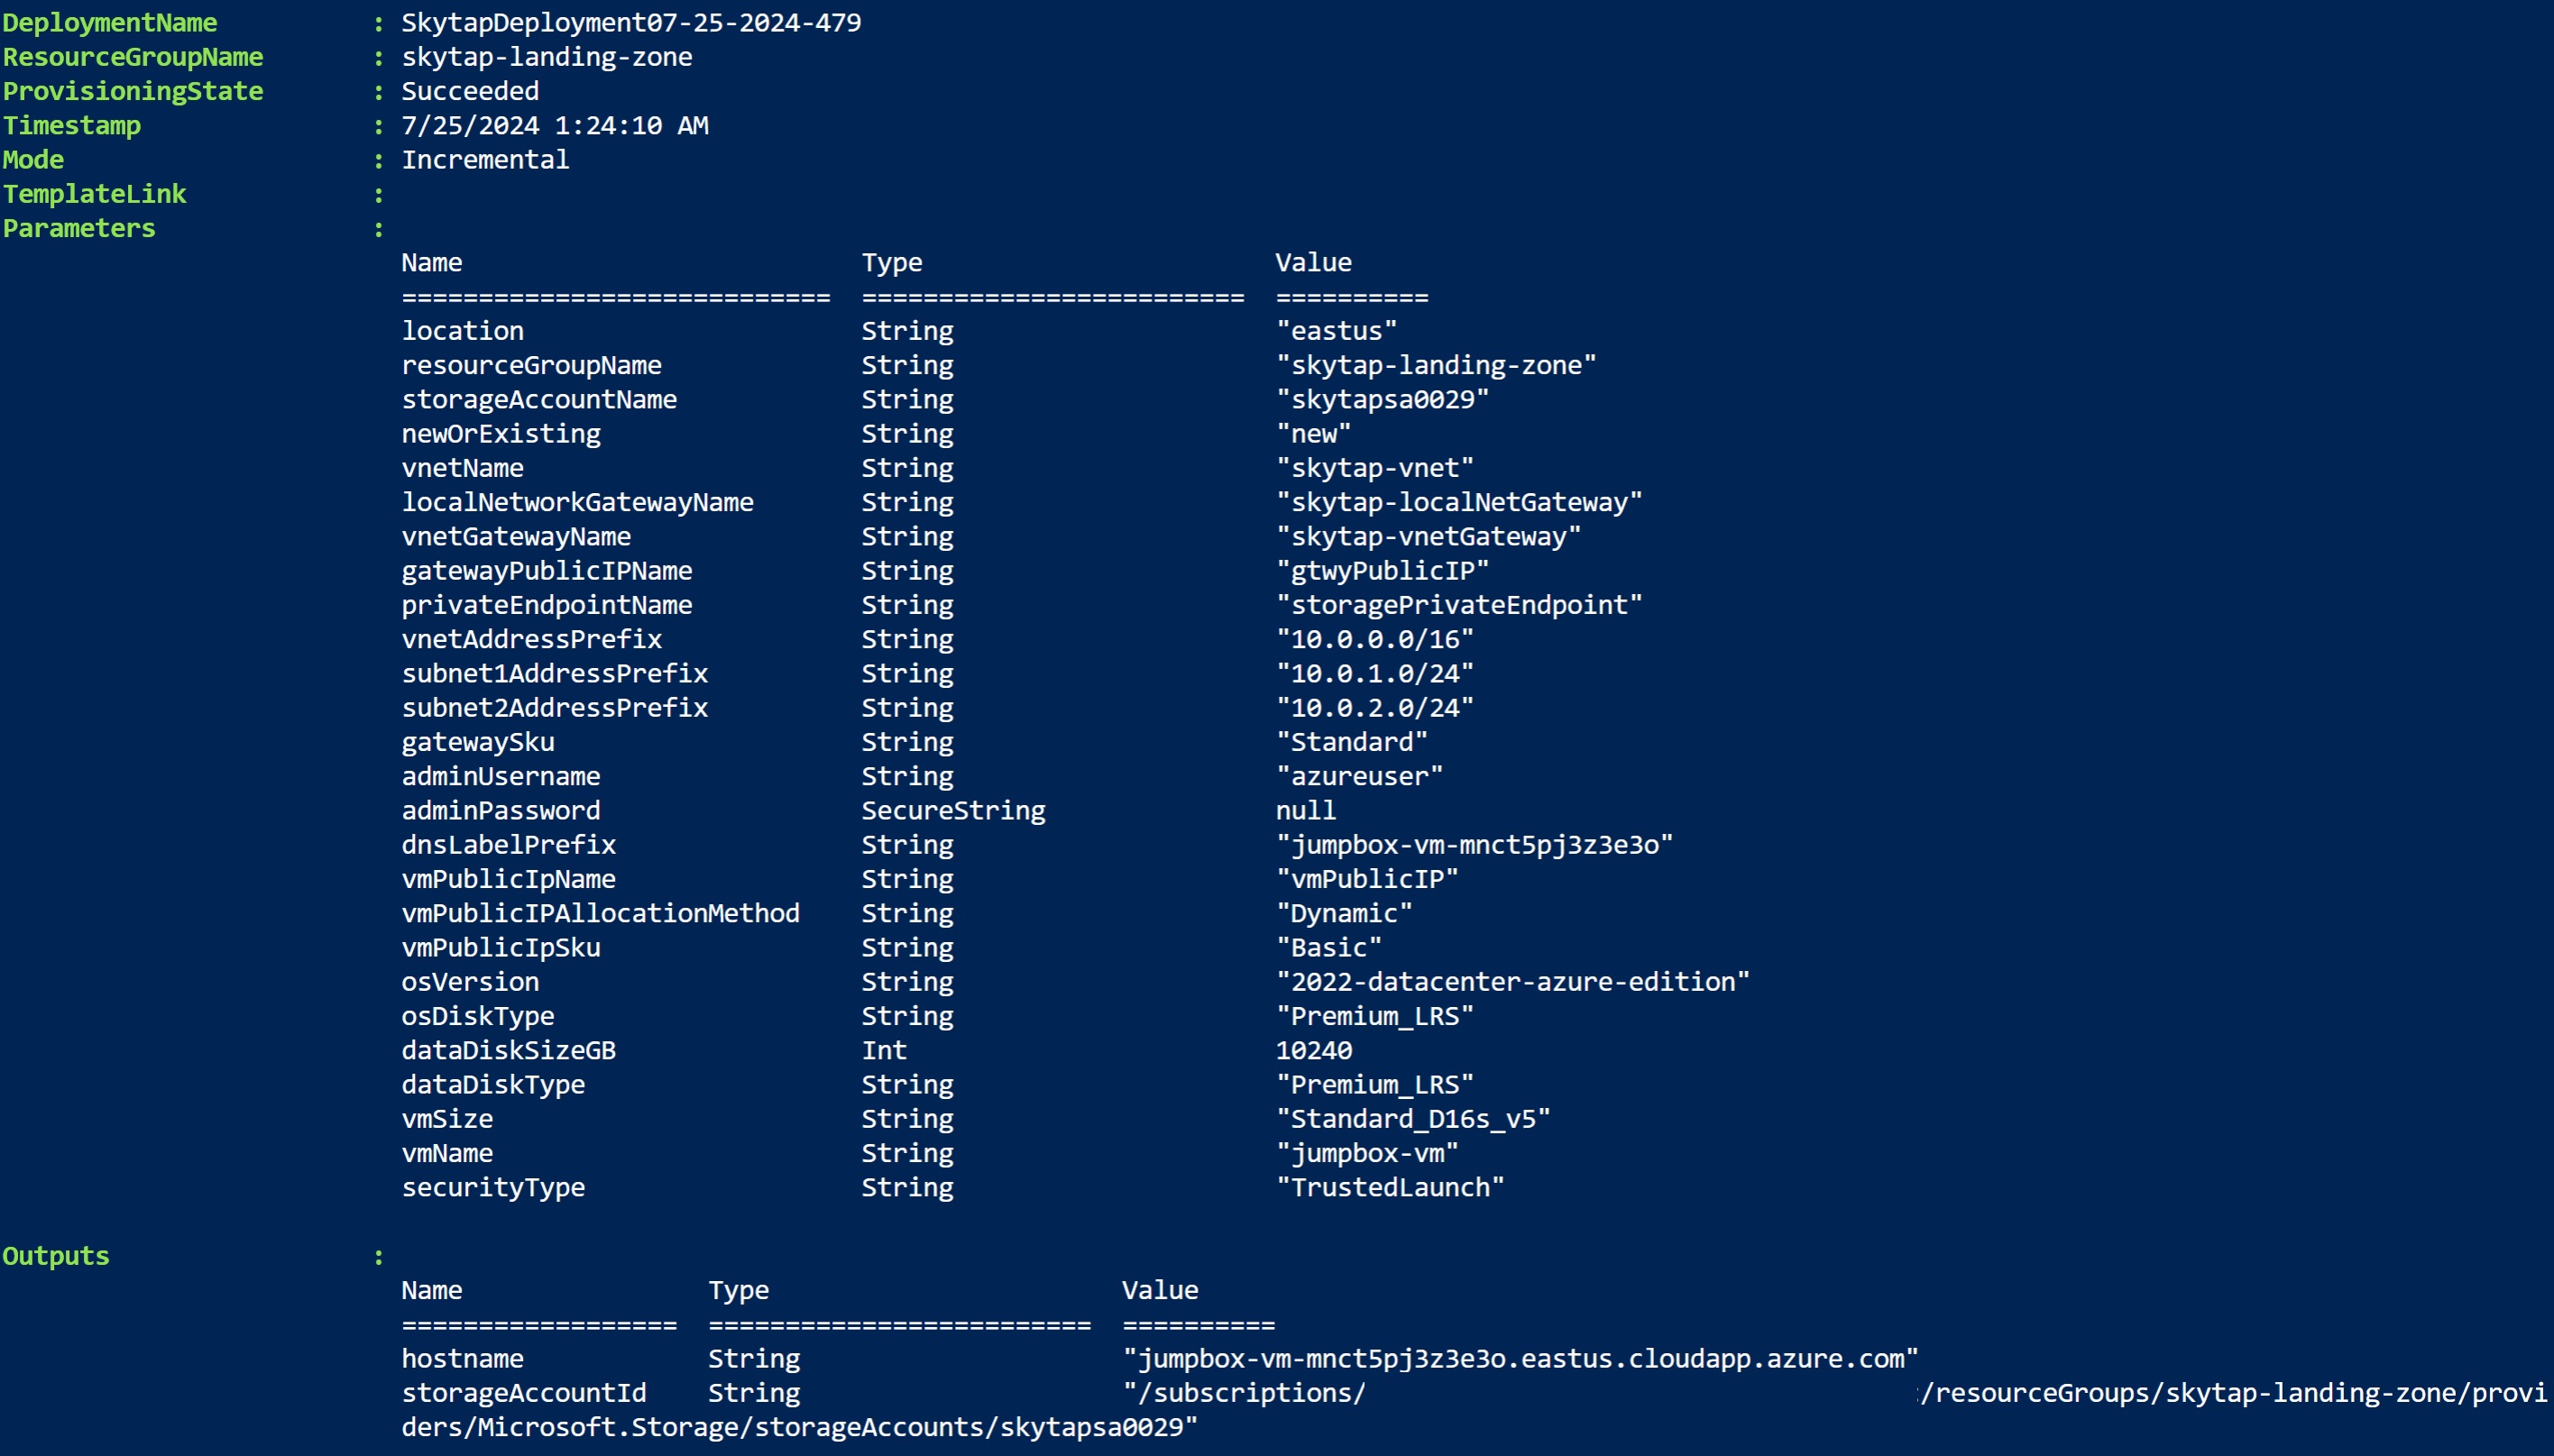 DeploymentName : SkytapDeployment07-25-2024-479
ResourceGroupName : skytap-landing-zone
ProvisioningState : Succeeded
Timestamp : 7/25/2024 1:24:10 AM
Mode : Incremental
TemplateLink :
Parameters :
Name Type Value
============================ ========================= ==========
location String "eastus"
resourceGroupName String "skytap-landing-zone"
storageAccountName String "skytapsa0029"
newOrExisting String "new"
vnetName String "skytap-vnet"
localNetworkGatewayName String "skytap-localNetGateway"
vnetGatewayName String "skytap-vnetGateway"
gatewayPublicIPName String "gtwyPublicIP"
privateEndpointName String "storagePrivateEndpoint"
vnetAddressPrefix String "10.0.0.0/16"
subnet1AddressPrefix String "10.0.1.0/24"
subnet2AddressPrefix String "10.0.2.0/24"
gatewaySku String "Standard"
adminUsername String "azureuser"
adminPassword SecureString null
dnsLabelPrefix String "jumpbox-vm-mnct5pj3z3e3o"
vmPublicIpName String "vmPublicIP"
vmPublicIPAllocationMethod String "Dynamic"
vmPublicIpSku String "Basic"
osVersion String "2022-datacenter-azure-edition"
osDiskType String "Premium_LRS"
dataDiskSizeGB Int 10240
dataDiskType String "Premium_LRS"
vmSize String "Standard_D16s_v5"
vmName String "jumpbox-vm"
securityType String "TrustedLaunch"
Outputs :
Name Type Value
================== ========================= ==========
hostname String "jumpbox-vm-mnct5pj3z3e3o.eastus.cloudapp.azure.com"
storageAccountId String "/subscriptions/ /resourceGroups/skytap-landing-zone/provi
ders/Microsoft.Storage/storageAccounts/skytapsa0029"